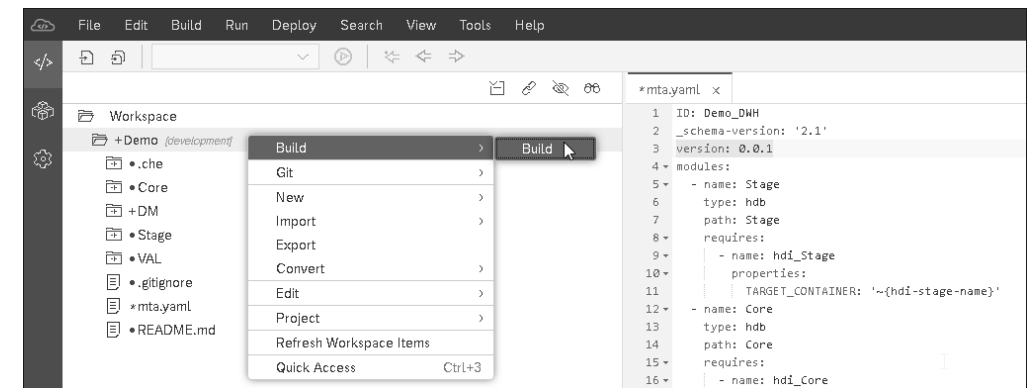 File Edit Build Run Deploy Search View Tools Help
*mta.yaml x
Workspace
+Demo [development]
.che
Core
+DM
Stage
VAL
.gitignore
*mta.yaml
README.md
Build
Git
New
Import
Export
Convert
Edit
Project
Refresh Workspace Items
Quick Access Ctrl+3
Build
1 ID: Demo_DWH
2 _schema-version: '2.1'
3 version: 0.0.1
4 modules:
5 - name: Stage
6 type: hdb
7 path: Stage
8 requires:
9 - name: hdi_Stage
10 properties:
11 TARGET_CONTAINER: '~{hdi-stage-name}'
12 - name: Core
13 type: hdb
14 path: Core
15 requires:
16 - name: hdi_Core